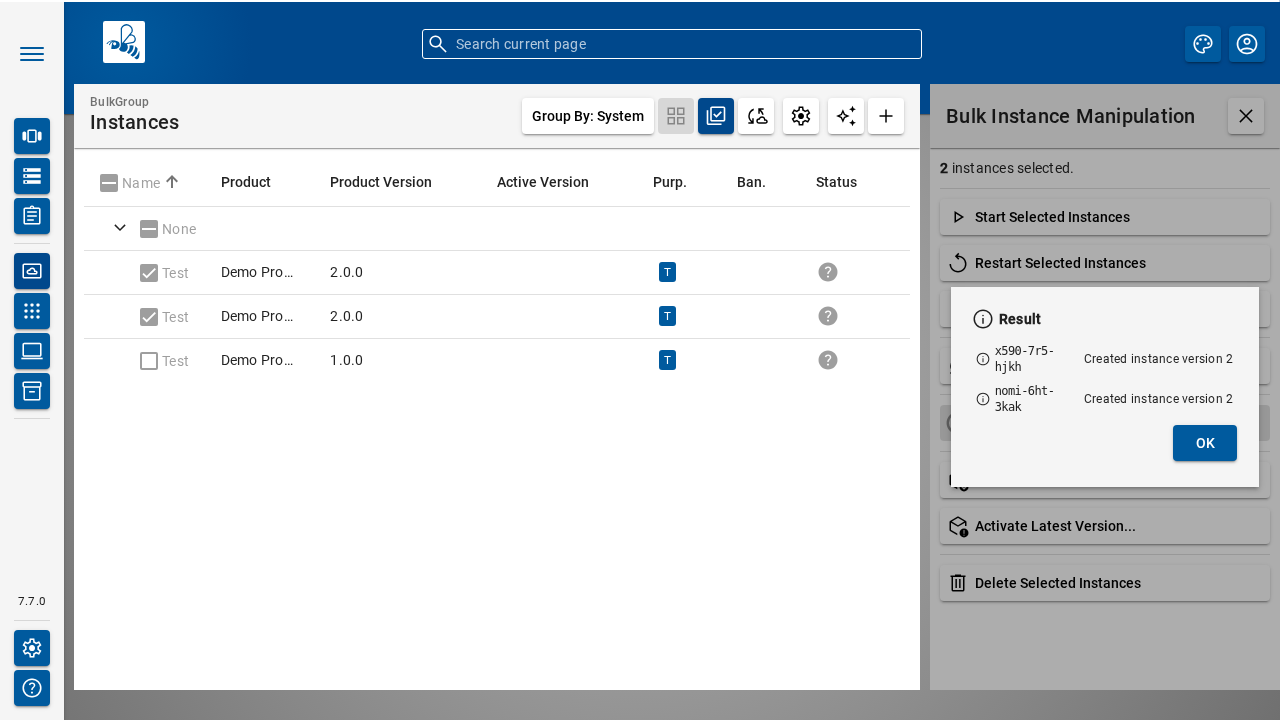 Search current page
BulkGroup
Instances
Group By: System
Name
Product
Product Version
Active Version
Purp.
Ban.
Status
None
Test
Demo Pro...
2.0.0
T
Test
Demo Pro...
2.0.0
T
Test
Demo Pro...
1.0.0
T
7.7.0
Bulk Instance Manipulation
2 instances selected.
Start Selected Instances
Restart Selected Instances
Result
x590-7r5-
hjkh
Created instance version 2
nomi-6ht-
3kak
Created instance version 2
OK
Activate Latest Version...
Delete Selected Instances